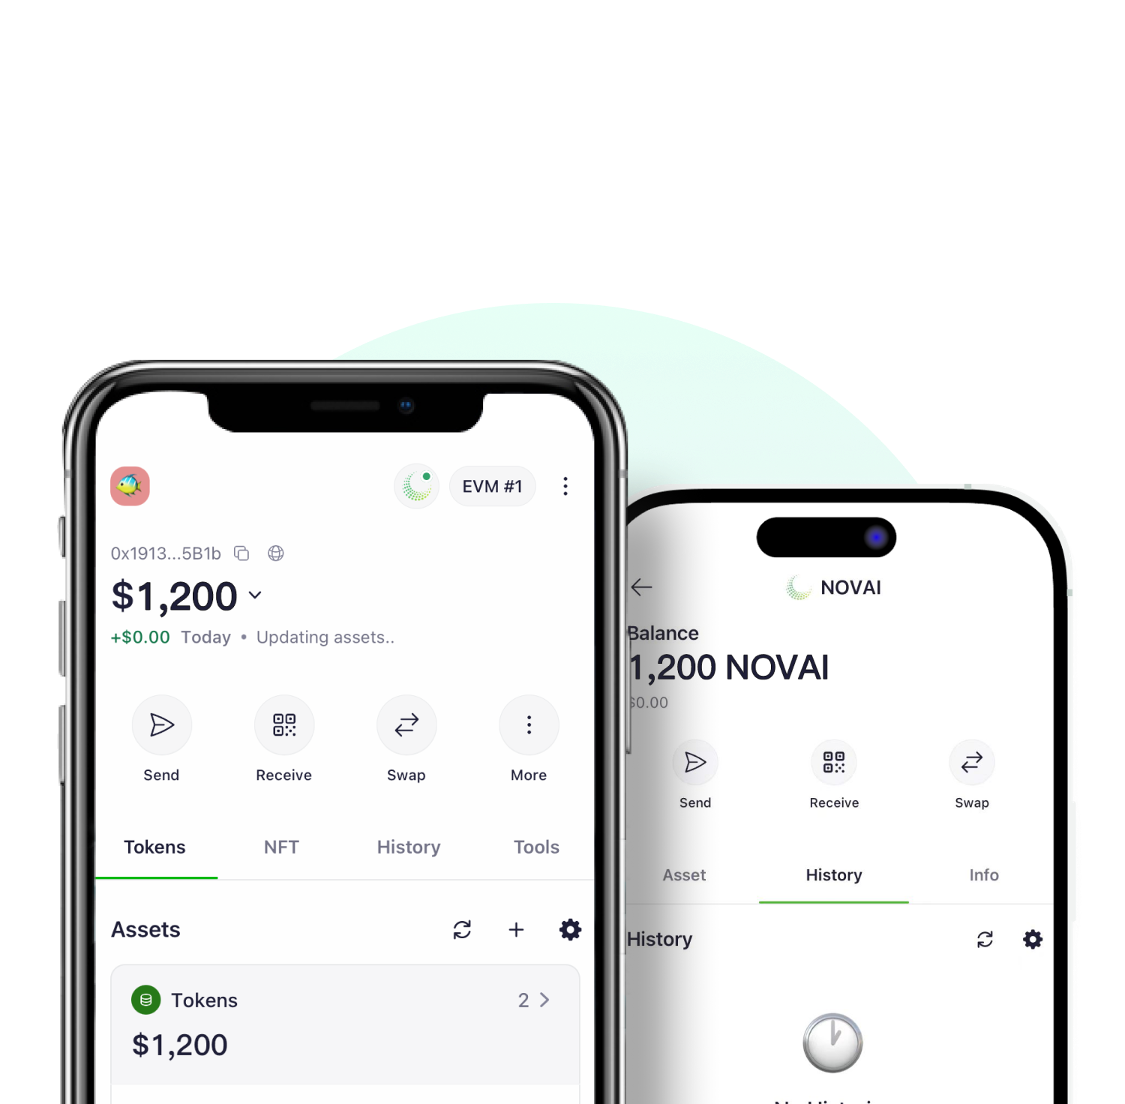 EVM #1
0x1913...5B1b
$1,200
+$0.00 Today • Updating assets..
Send
Receive
Swap
More
Tokens
NFT
History
Tools
Assets
Tokens
2
$1,200
NOVAI
Balance
1,200 NOVAI
$0.00
Send
Receive
Swap
Asset
History
Info
History